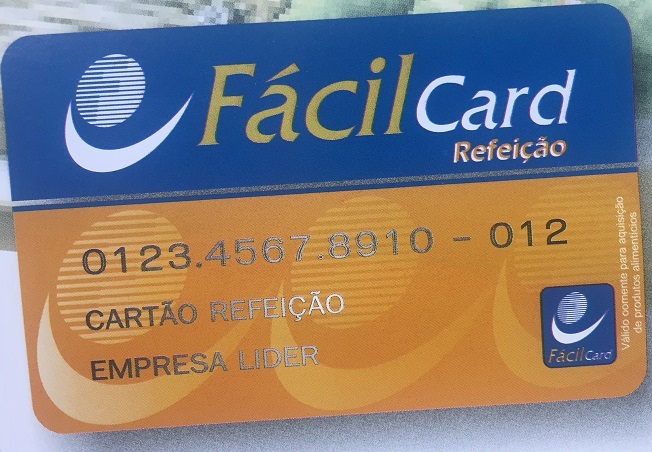 FácilCard
Refeição
0123.4567.8910 - 012
CARTÃO REFEIÇÃO
EMPRESA LIDER
FácilCard
Válido somente para aquisição
de produtos alimentícios